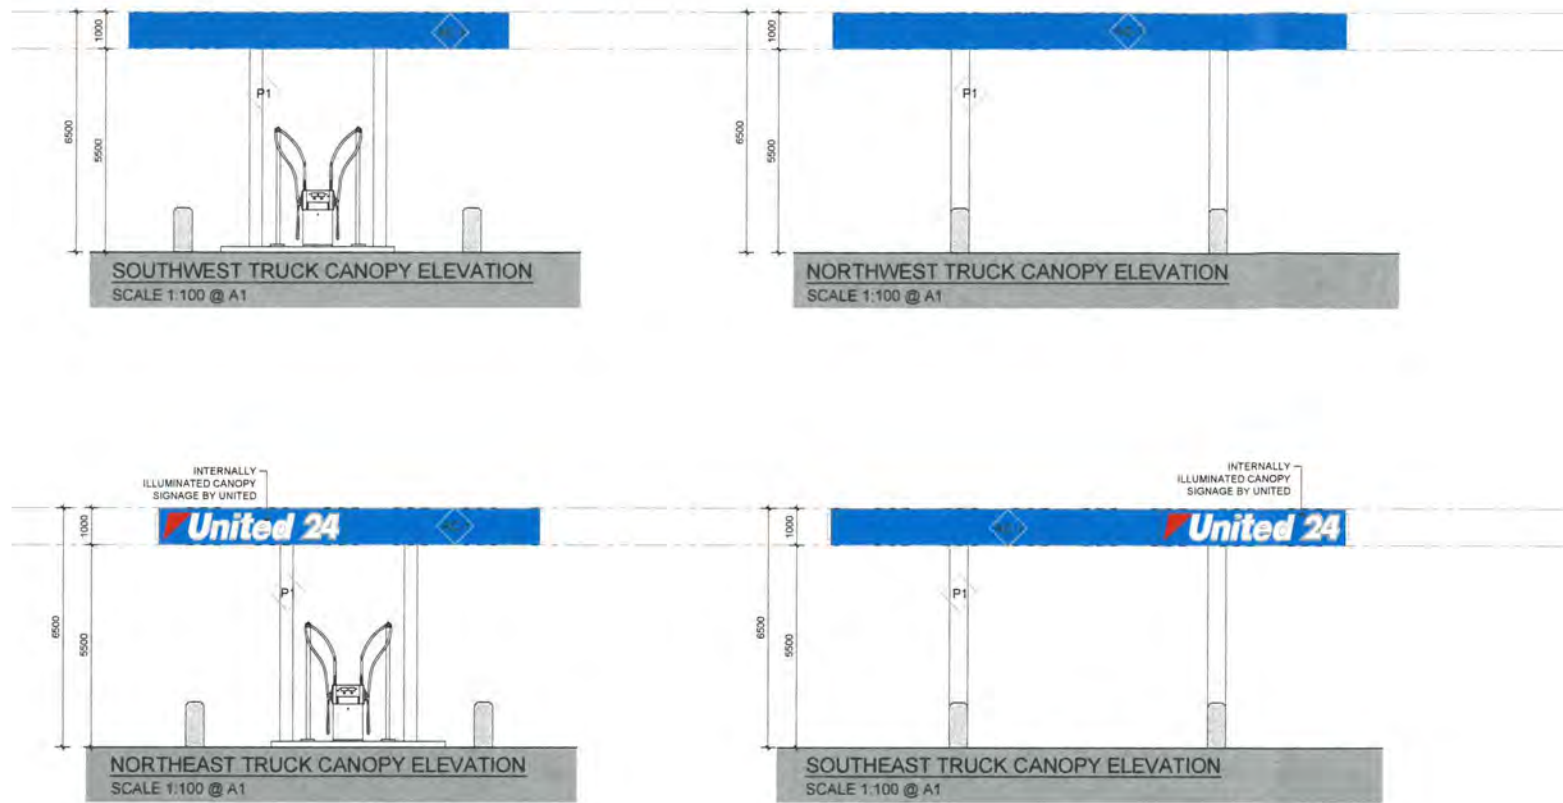 1000
6500
5500
P1
SOUTHWEST TRUCK CANOPY ELEVATION
SCALE 1:100 @ A1
1000
6500
5500
P1
NORTHWEST TRUCK CANOPY ELEVATION
SCALE 1:100 @ A1
INTERNALLY
ILLUMINATED CANOPY
SIGNAGE BY UNITED
United 24
1000
6500
5500
P1
NORTHEAST TRUCK CANOPY ELEVATION
SCALE 1:100 @ A1
INTERNALLY
ILLUMINATED CANOPY
SIGNAGE BY UNITED
United 24
1000
6500
5500
P1
SOUTHEAST TRUCK CANOPY ELEVATION
SCALE 1:100 @ A1